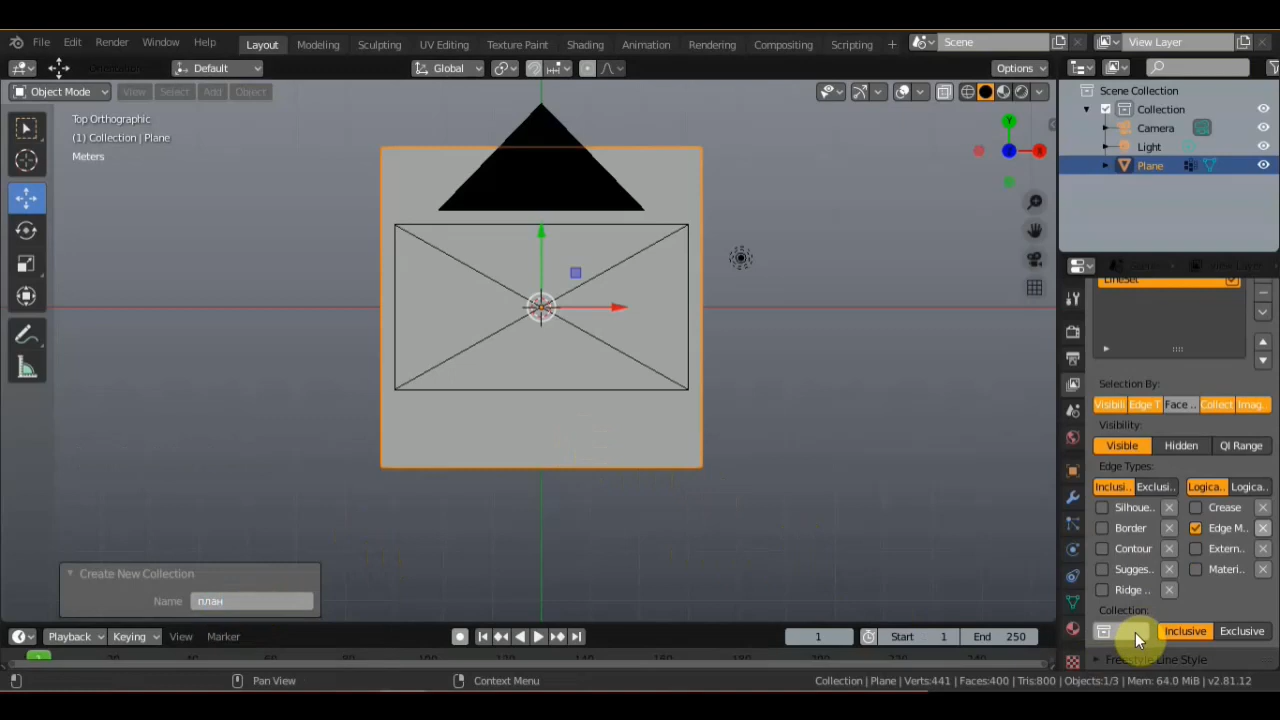 File Edit Render Window Help Layout Modeling Sculpting UV Editing Texture Paint Shading Animation Rendering Compositing Scripting + Scene View Layer
Orientation Default Global Options
Object Mode View Select Add Object
Top Orthographic
(1) Collection | Plane
Meters
Y
X
Z
Scene Collection
Collection
Camera
Light
Plane
LineSet
Selection By:
Visibili Edge T Face .. Collect Imag.
Visibility:
Visible Hidden QI Range
Edge Types:
Inclusi.. Exclusi.. Logica.. Logica..
Silhoue.. Crease
Border Edge M..
Contour Extern..
Sugges.. Materi..
Ridge ..
Collection:
Inclusive Exclusive
Freestyle Line Style
Create New Collection
Name план
Playback Keying View Marker 1 Start 1 End 250
Pan View Context Menu Collection | Plane | Verts:441 | Faces:400 | Tris:800 | Objects:1/3 | Mem: 64.0 MiB | v2.81.12